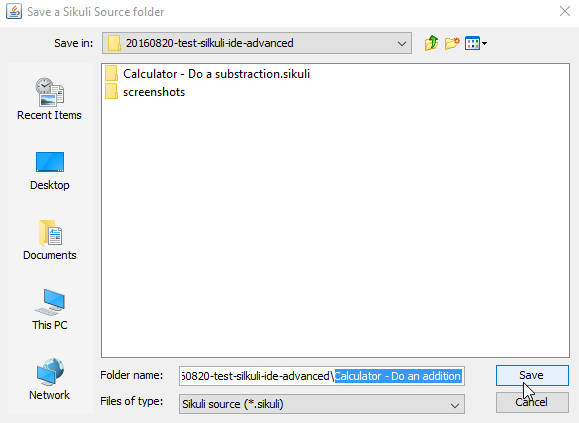 Save a Sikuli Source folder
Save in:
20160820-test-silkuli-ide-advanced
Recent Items
Desktop
Documents
This PC
Network
Calculator - Do a substraction.sikuli
screenshots
Folder name:
60820-test-silkuli-ide-advanced\Calculator - Do an addition
Save
Files of type:
Sikuli source (*.sikuli)
Cancel